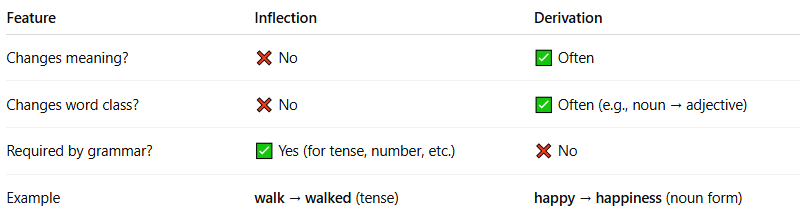 Feature Inflection Derivation
Changes meaning? ❌ No ✅ Often
Changes word class? ❌ No ✅ Often (e.g., noun → adjective)
Required by grammar? ✅ Yes (for tense, number, etc.) ❌ No
Example walk → walked (tense) happy → happiness (noun form)